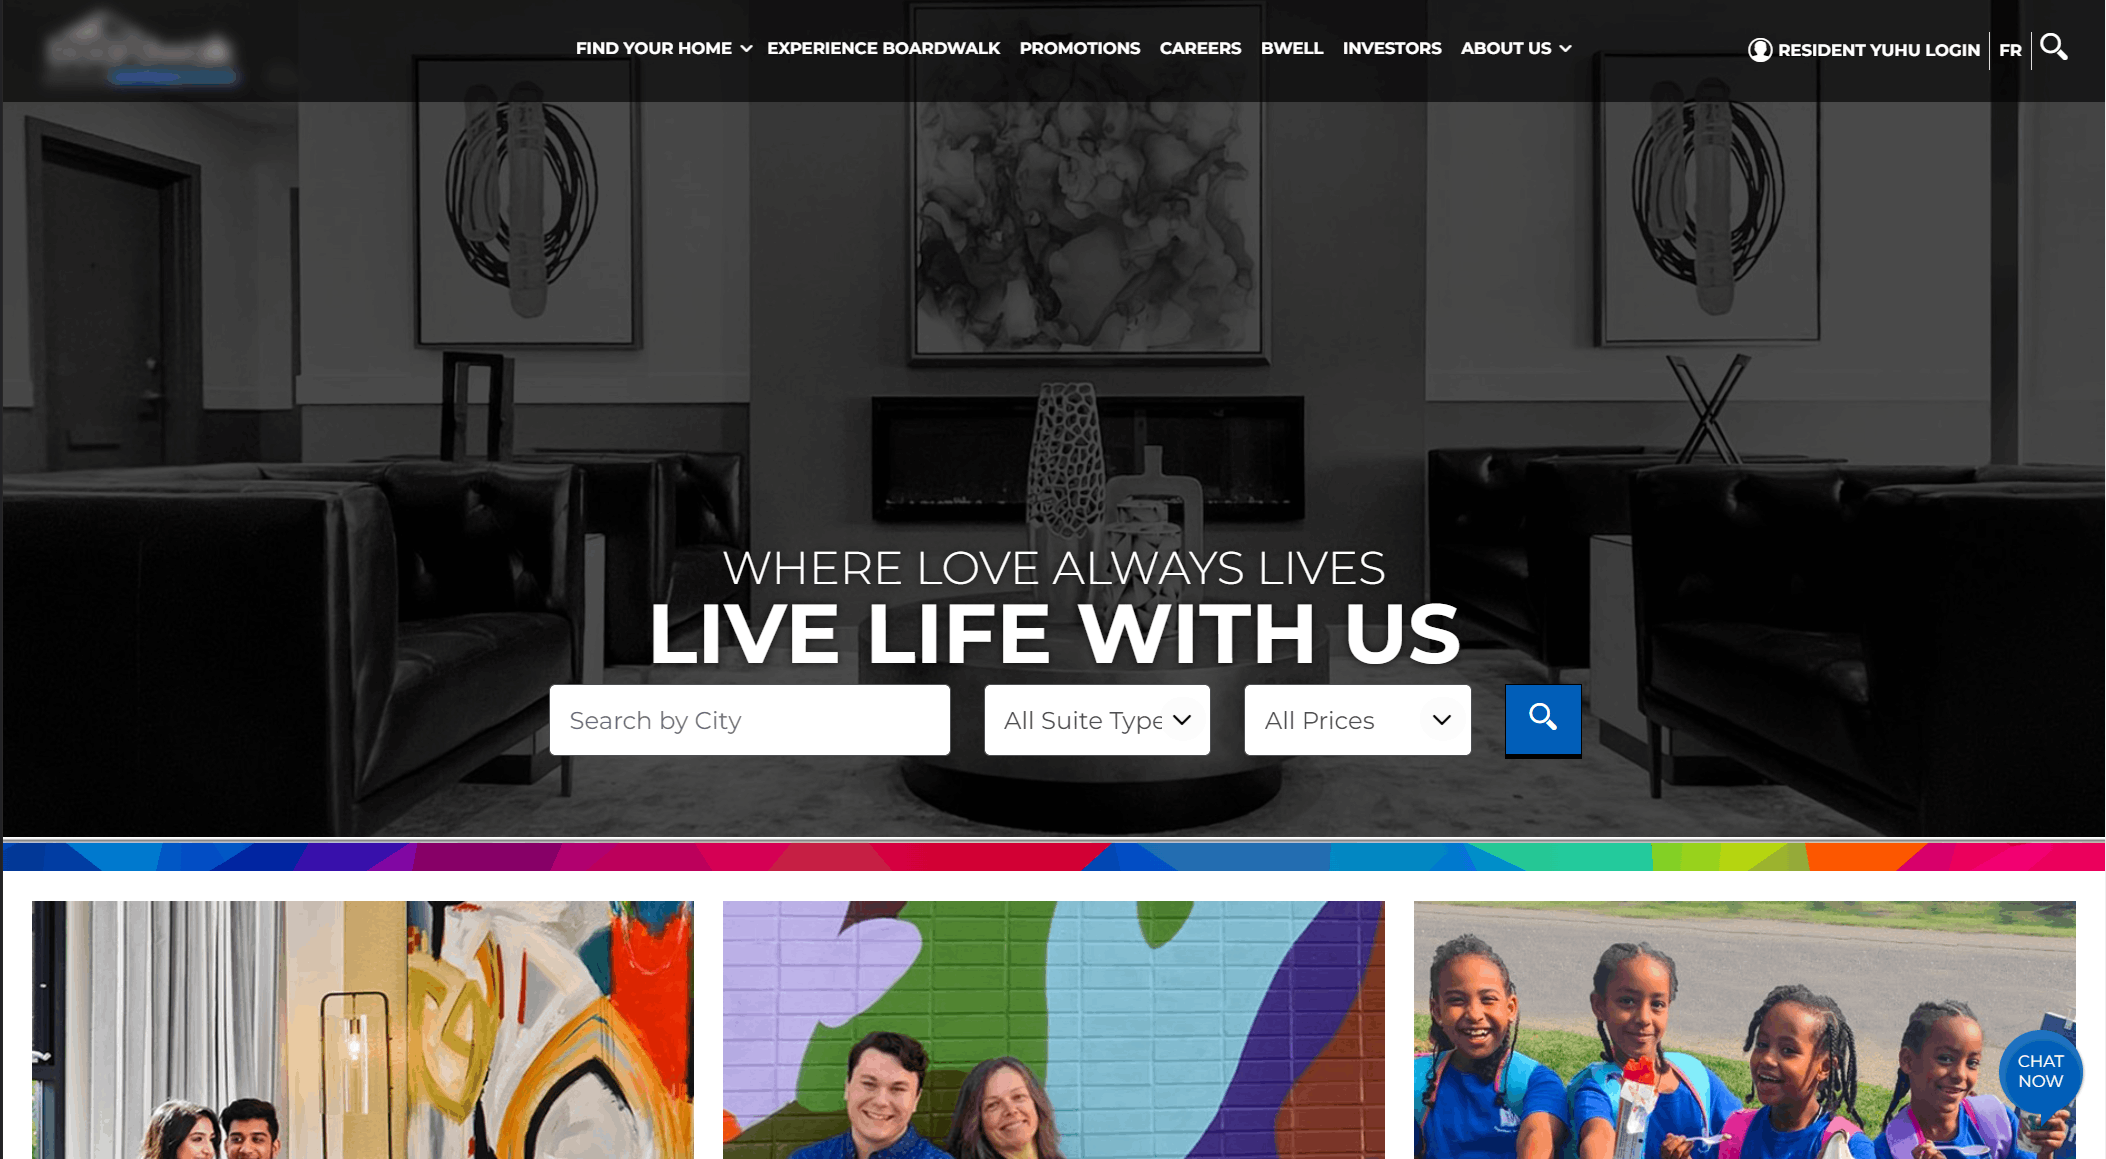 FIND YOUR HOME EXPERIENCE BOARDWALK PROMOTIONS CAREERS BWELL INVESTORS ABOUT US RESIDENT YUHU LOGIN FR
WHERE LOVE ALWAYS LIVES
LIVE LIFE WITH US
Search by City All Suite Type All Prices
CHAT
NOW